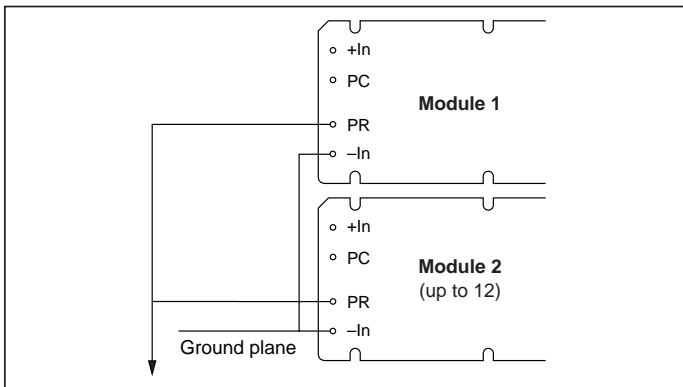 +In
PC
Module 1
PR
–In
+In
PC
Module 2
(up to 12)
PR
–In
Ground plane